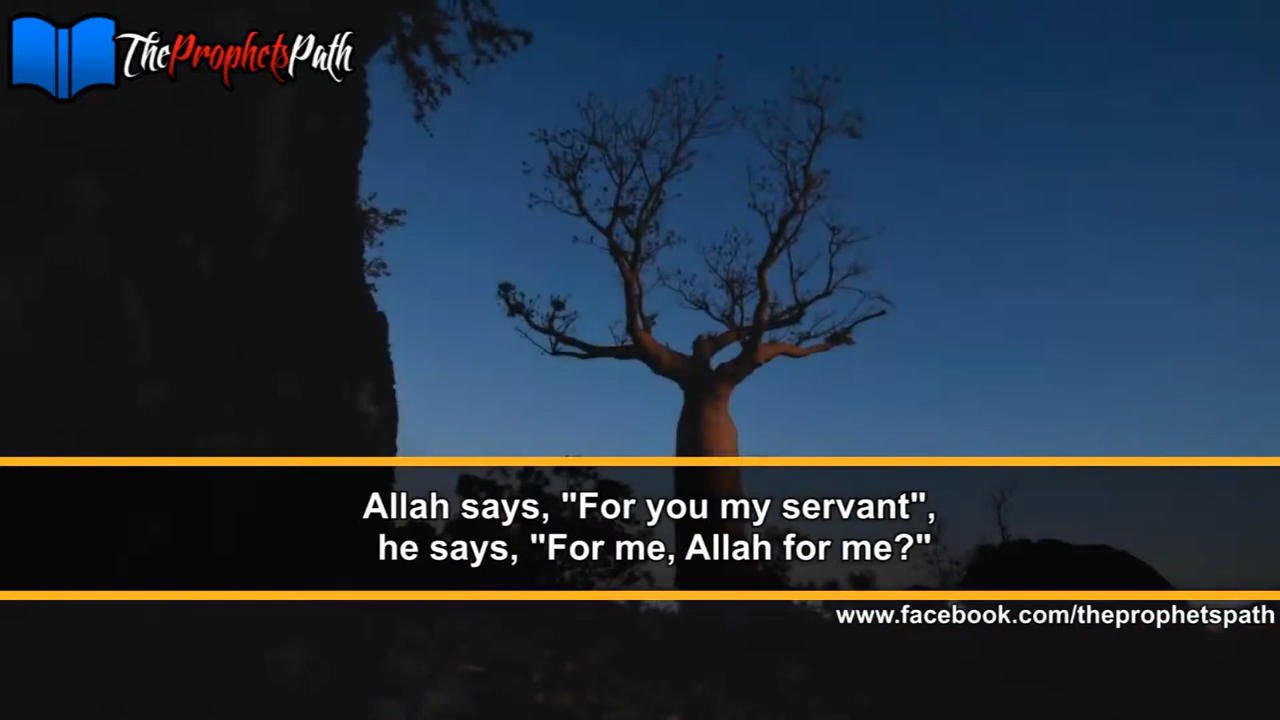 TheProphetsPath
Allah says, "For you my servant",
he says, "For me, Allah for me?"
www.facebook.com/theprophetspath